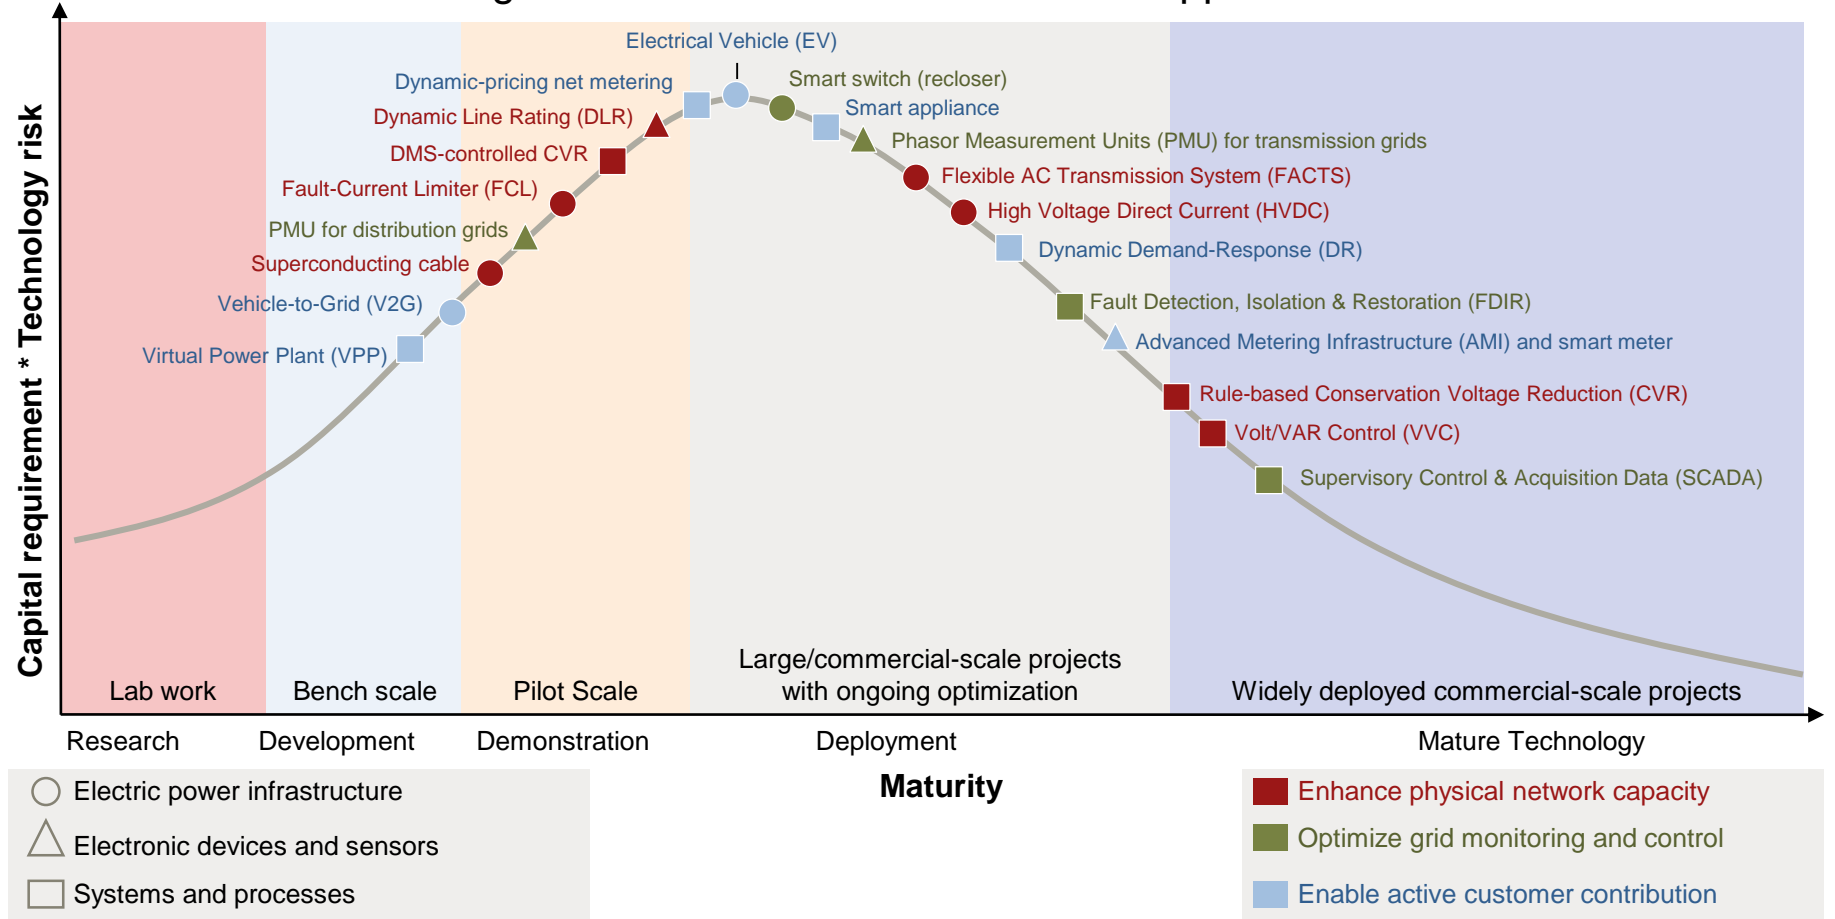 Electrical Vehicle (EV)
Dynamic-pricing net metering
Smart switch (recloser)
Smart appliance
Dynamic Line Rating (DLR)
Phasor Measurement Units (PMU) for transmission grids
DMS-controlled CVR
Flexible AC Transmission System (FACTS)
Fault-Current Limiter (FCL)
High Voltage Direct Current (HVDC)
PMU for distribution grids
Dynamic Demand-Response (DR)
Superconducting cable
Vehicle-to-Grid (V2G)
Fault Detection, Isolation & Restoration (FDIR)
Virtual Power Plant (VPP)
Advanced Metering Infrastructure (AMI) and smart meter
Rule-based Conservation Voltage Reduction (CVR)
Volt/VAR Control (VVC)
Supervisory Control & Acquisition Data (SCADA)
Capital requirement * Technology risk
Lab work
Bench scale
Pilot Scale
Large/commercial-scale projects
with ongoing optimization
Widely deployed commercial-scale projects
Research
Development
Demonstration
Deployment
Mature Technology
Maturity
Electric power infrastructure
Electronic devices and sensors
Systems and processes
Enhance physical network capacity
Optimize grid monitoring and control
Enable active customer contribution